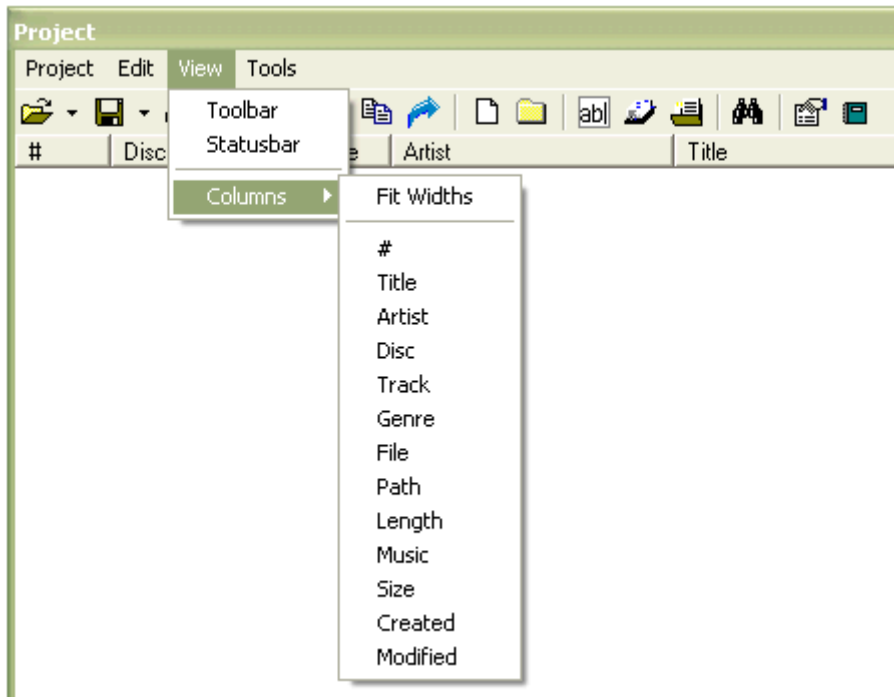 Project
Project Edit View Tools
Toolbar
abl
Statusbar
# Disc Artist Title
Columns
Fit Widths
#
Title
Artist
Disc
Track
Genre
File
Path
Length
Music
Size
Created
Modified